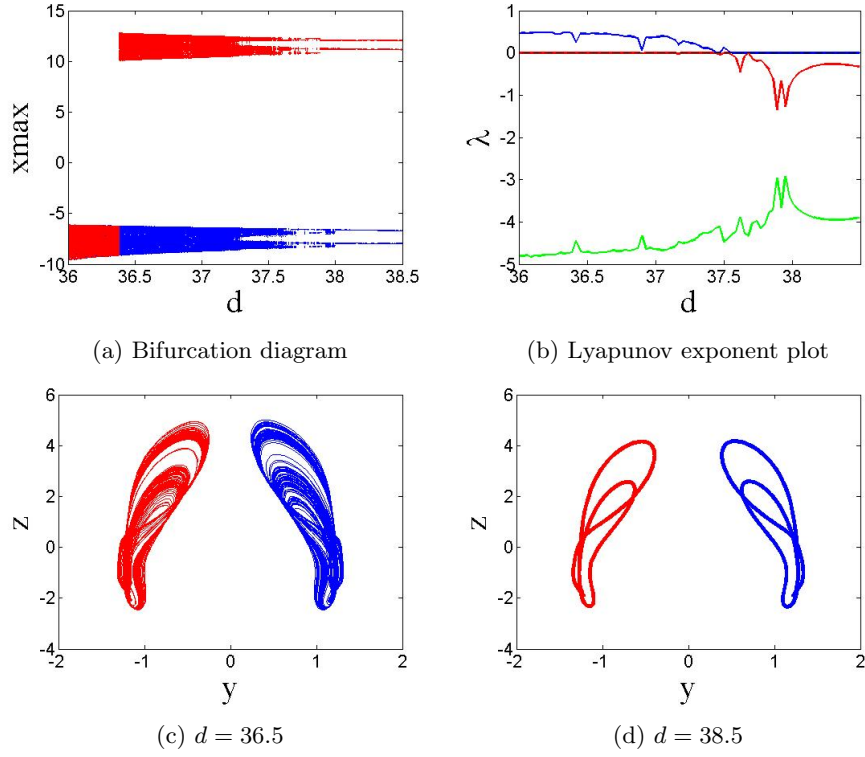 15
10
5
0
-5
-10
xmax
36 36.5 37 37.5 38 38.5
d
(a) Bifurcation diagram
1
0
-1
-2
-3
-4
-5
λ
36 36.5 37 37.5 38
d
(b) Lyapunov exponent plot
6
4
2
0
-2
-4
z
-2 -1 0 1 2
y
(c) d = 36.5
6
4
2
0
-2
-4
z
-2 -1 0 1 2
y
(d) d = 38.5